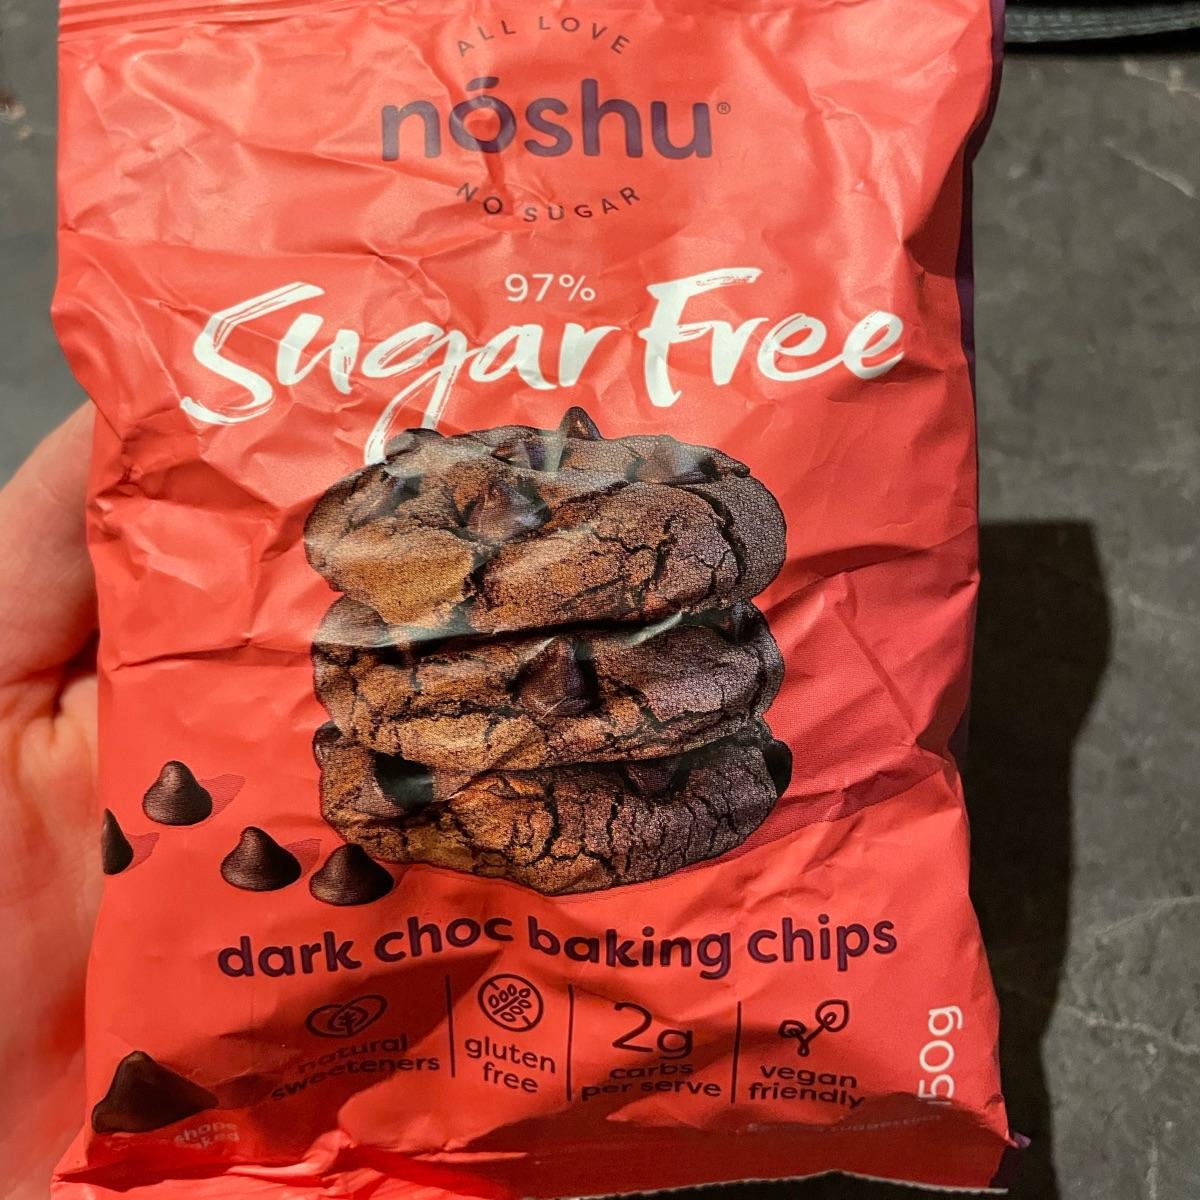 ALL LOVE
nóshu®
NO SUGAR
97%
Sugar Free
dark choc baking chips
natural
sweeteners
gluten
free
2g
carbs
per serve
vegan
friendly
150g